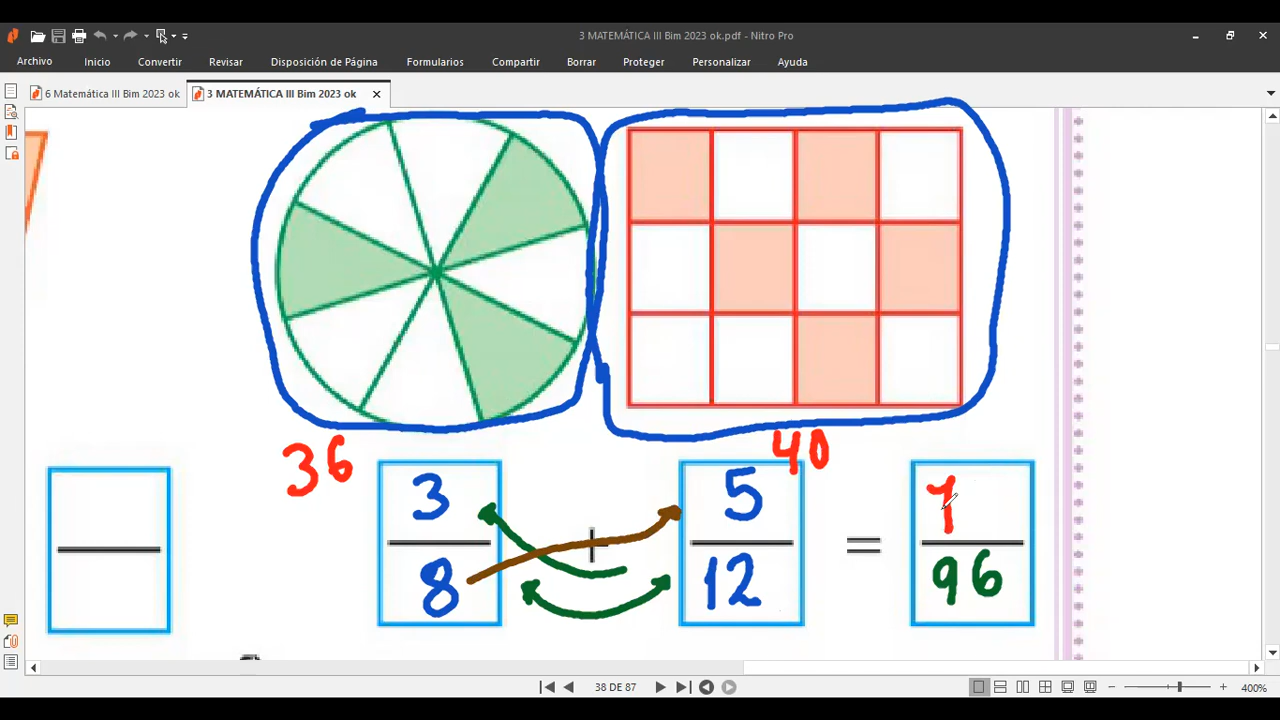 3 MATEMÁTICA III Bim 2023 ok.pdf - Nitro Pro
Archivo Inicio Convertir Revisar Disposición de Página Formularios Compartir Borrar Proteger Personalizar Ayuda
6 Matemática III Bim 2023 ok 3 MATEMÁTICA III Bim 2023 ok
36 40
3 5 7
+ =
8 12 96
38 DE 87 400%